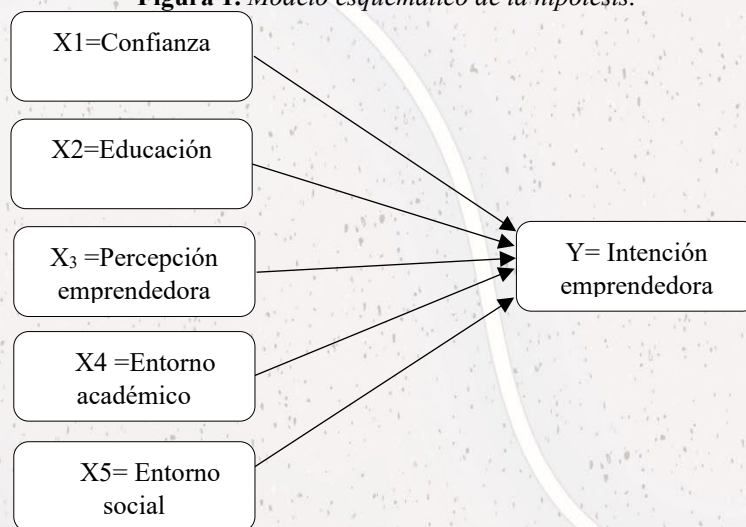 Figura 1. Modelo esquemático de la hipótesis.
X1=Confianza
X2=Educación
X₃ =Percepción
emprendedora
X4 =Entorno
académico
X5= Entorno
social
Y= Intención
emprendedora